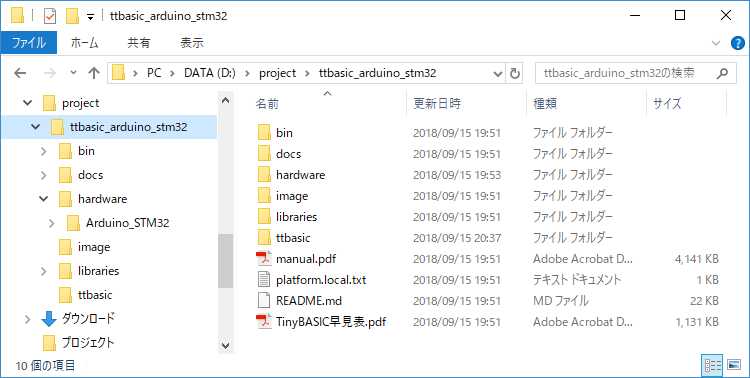 ttbasic_arduino_stm32
ファイル ホーム 共有 表示
PC DATA (D:) project ttbasic_arduino_stm32 ttbasic_arduino_stm32の検索
project
ttbasic_arduino_stm32
bin
docs
hardware
Arduino_STM32
image
libraries
ttbasic
ダウンロード
プロジェクト
名前 更新日時 種類 サイズ
bin 2018/09/15 19:51 ファイル フォルダー
docs 2018/09/15 19:51 ファイル フォルダー
hardware 2018/09/15 19:53 ファイル フォルダー
image 2018/09/15 19:51 ファイル フォルダー
libraries 2018/09/15 19:51 ファイル フォルダー
ttbasic 2018/09/15 20:37 ファイル フォルダー
manual.pdf 2018/09/15 19:51 Adobe Acrobat D... 4,141 KB
platform.local.txt 2018/09/15 19:51 テキスト ドキュメント 1 KB
README.md 2018/09/15 19:51 MD ファイル 22 KB
TinyBASIC早見表.pdf 2018/09/15 19:51 Adobe Acrobat D... 1,131 KB
10 個の項目